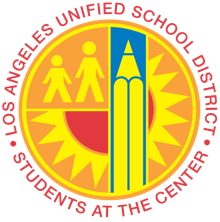 • LOS ANGELES UNIFIED SCHOOL DISTRICT •
STUDENTS AT THE CENTER